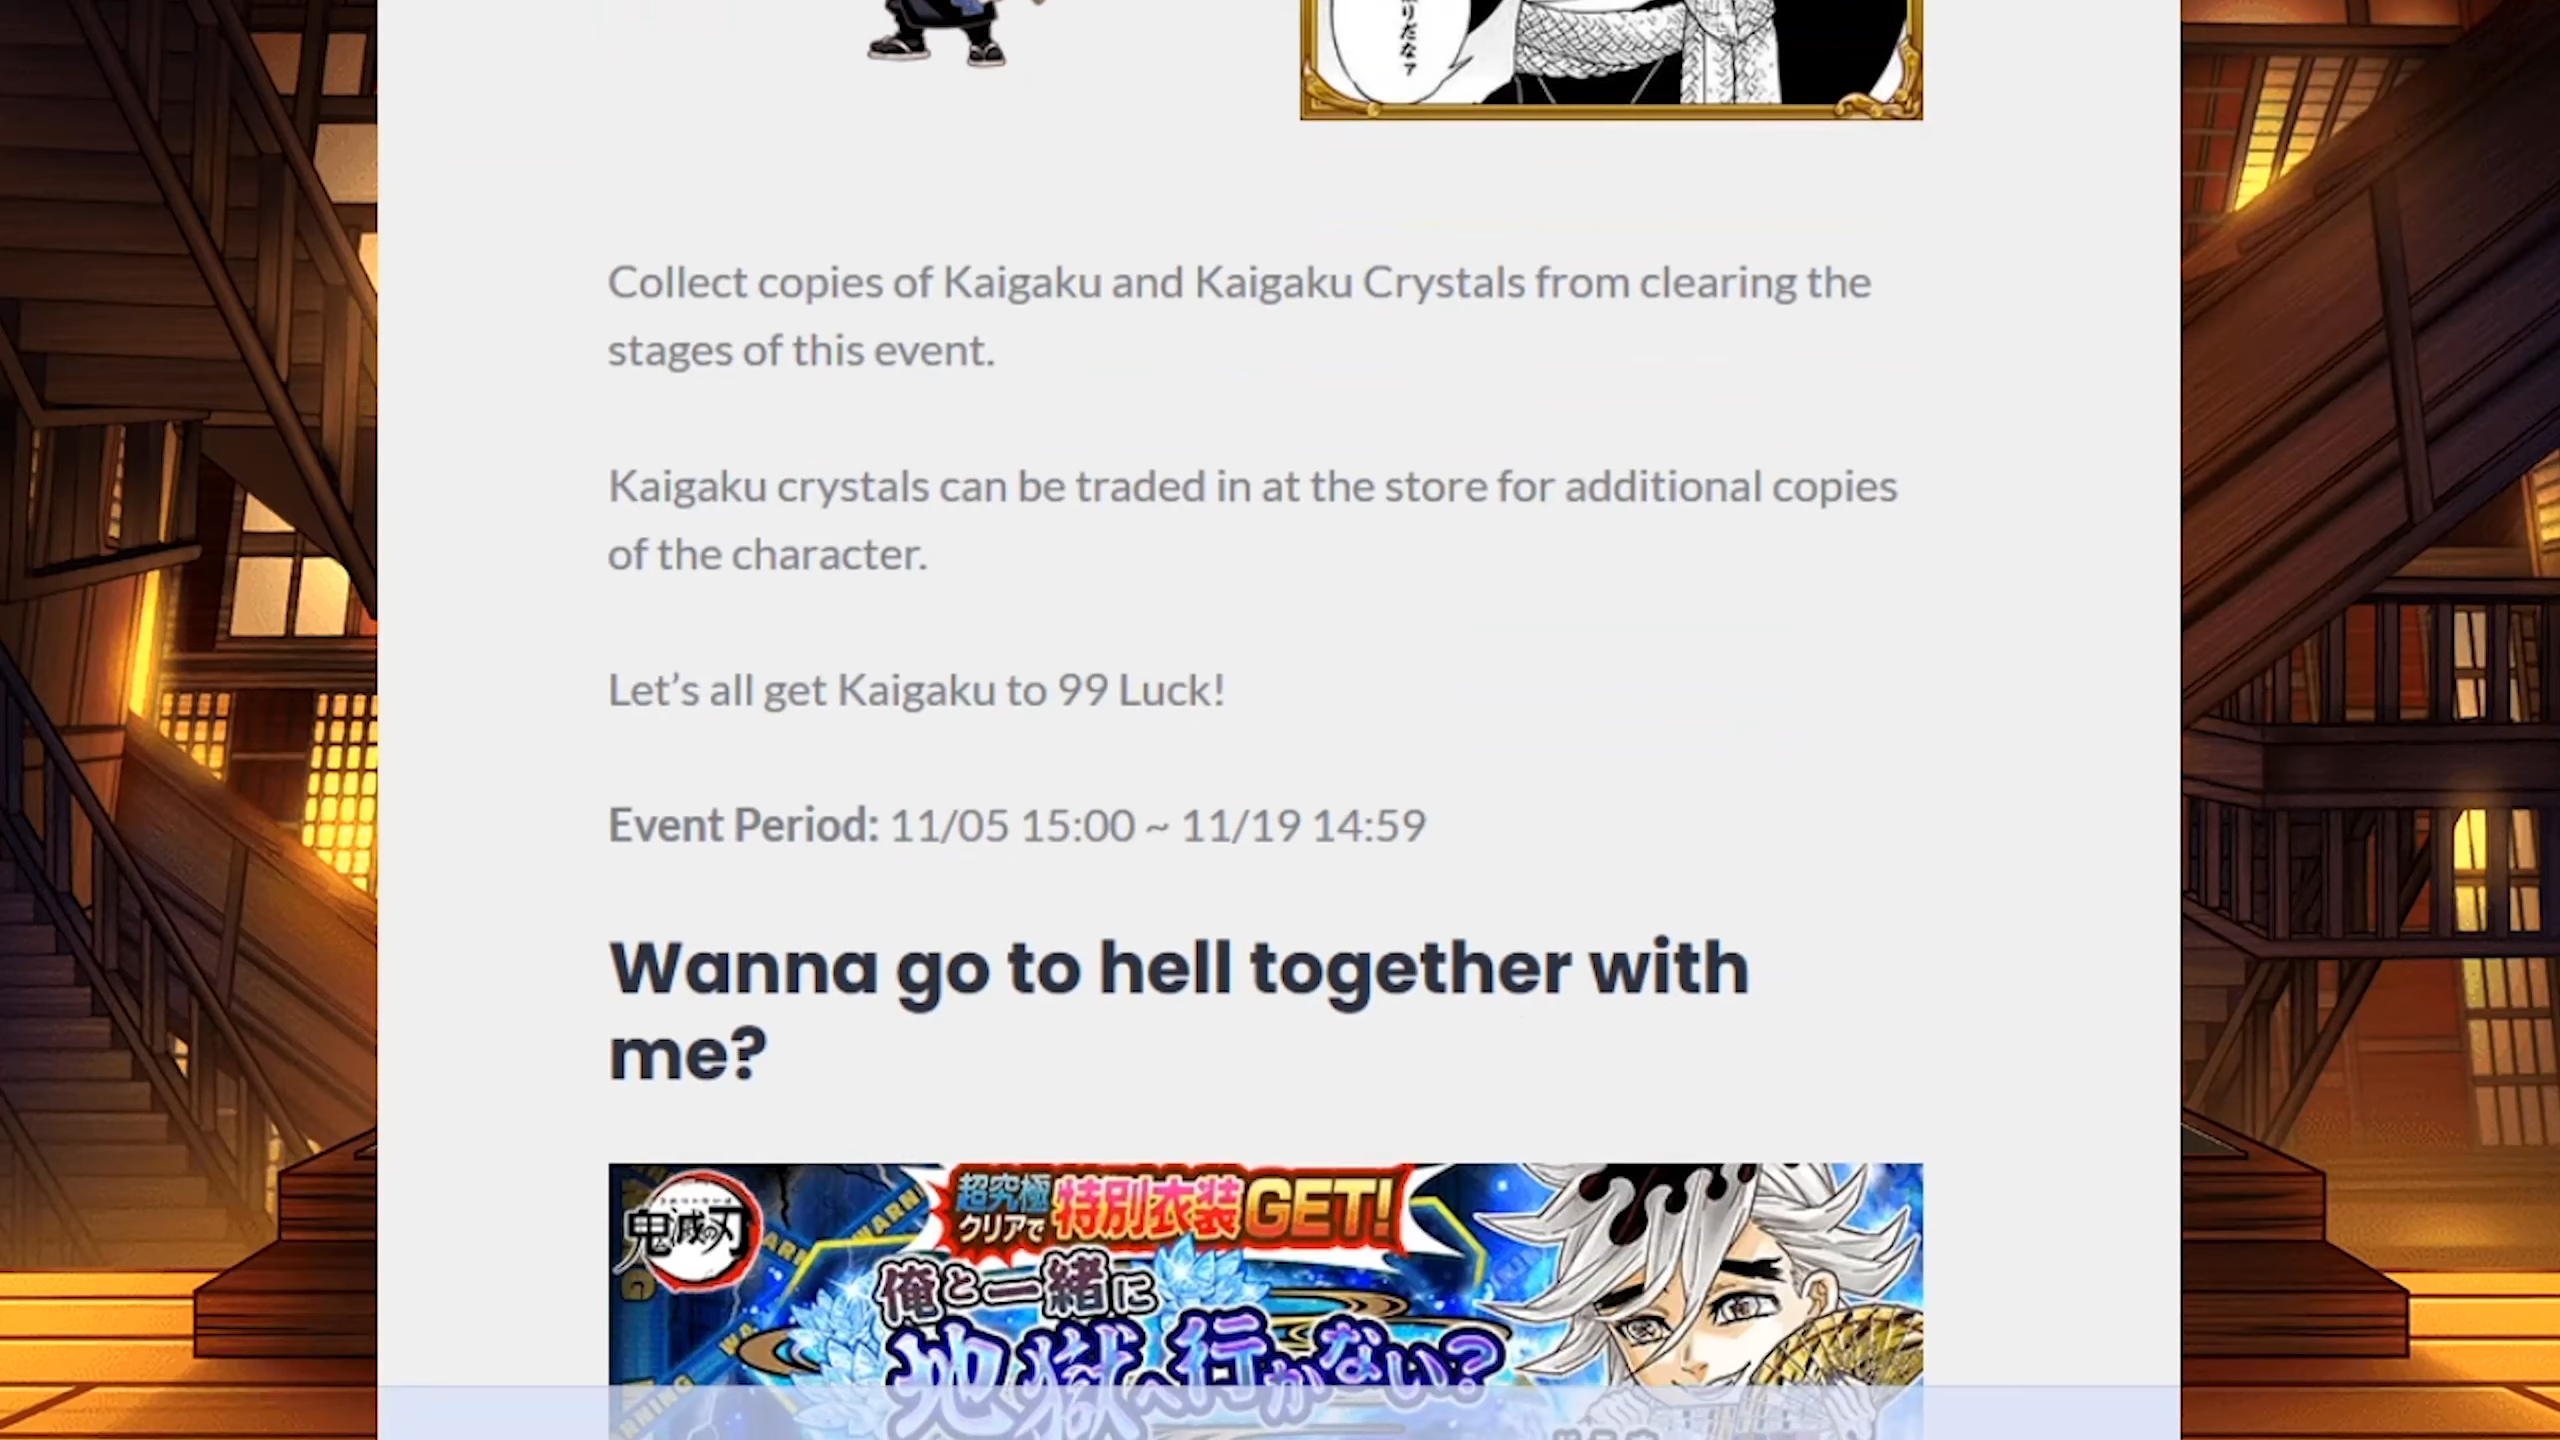 りだなァ
Collect copies of Kaigaku and Kaigaku Crystals from clearing the
stages of this event.
Kaigaku crystals can be traded in at the store for additional copies
of the character.
Let’s all get Kaigaku to 99 Luck!
Event Period: 11/05 15:00 ~ 11/19 14:59
Wanna go to hell together with
me?
鬼滅の刃
超究極
クリアで
特別衣装GET!
俺と一緒に
地獄へ行かない?